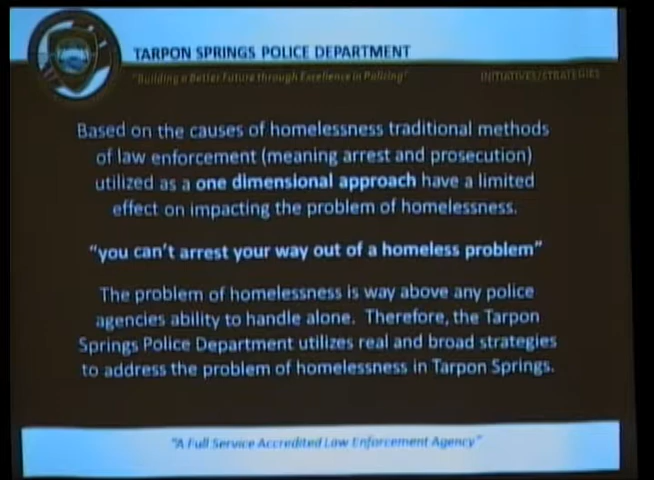 TARPON SPRINGS POLICE DEPARTMENT
"Building a Better Future through Excellence in Policing"
INITIATIVES/STRATEGIES
Based on the causes of homelessness traditional methods
of law enforcement (meaning arrest and prosecution)
utilized as a one dimensional approach have a limited
effect on impacting the problem of homelessness.
"you can't arrest your way out of a homeless problem"
The problem of homelessness is way above any police
agencies ability to handle alone. Therefore, the Tarpon
Springs Police Department utilizes real and broad strategies
to address the problem of homelessness in Tarpon Springs.
"A Full Service Accredited Law Enforcement Agency"